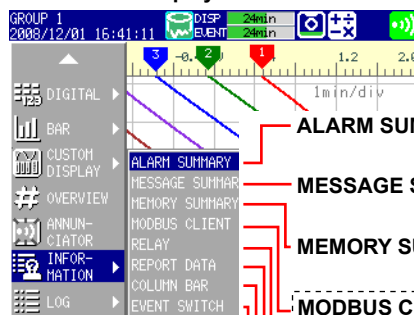 GROUP 1
2008/12/01 16:41:11
DISP 24min
EVENT 24min
3 -0. 2 1 1.2 2.
1min/div
DIGITAL
BAR
CUSTOM
DISPLAY
OVERVIEW
ANNUN-
CIATOR
INFOR-
MATION
LOG
ALARM SUMMARY
MESSAGE SUMMAR
MEMORY SUMMARY
MODBUS CLIENT
RELAY
REPORT DATA
COLUMN BAR
EVENT SWITCH
ALARM SU
MESSAGE
MEMORY S
MODBUS C